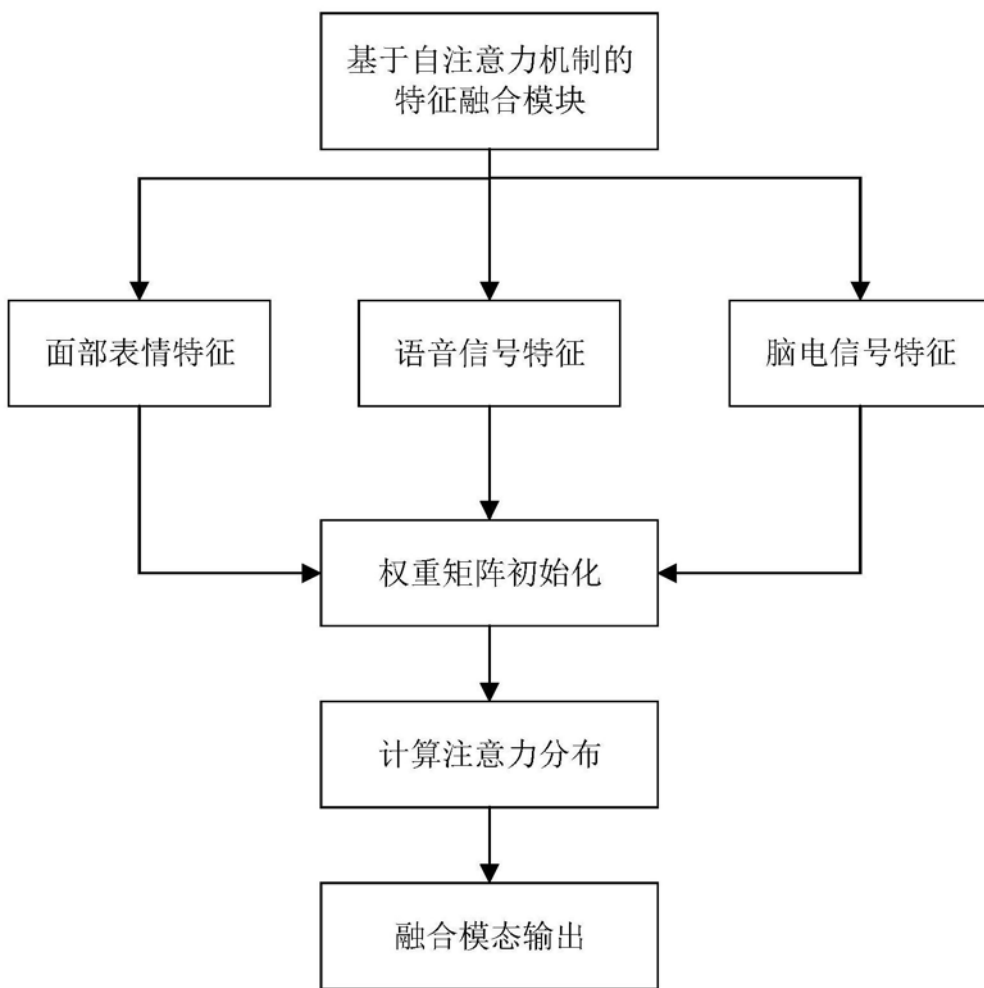 基于自注意力机制的
特征融合模块
面部表情特征
语音信号特征
脑电信号特征
权重矩阵初始化
计算注意力分布
融合模态输出